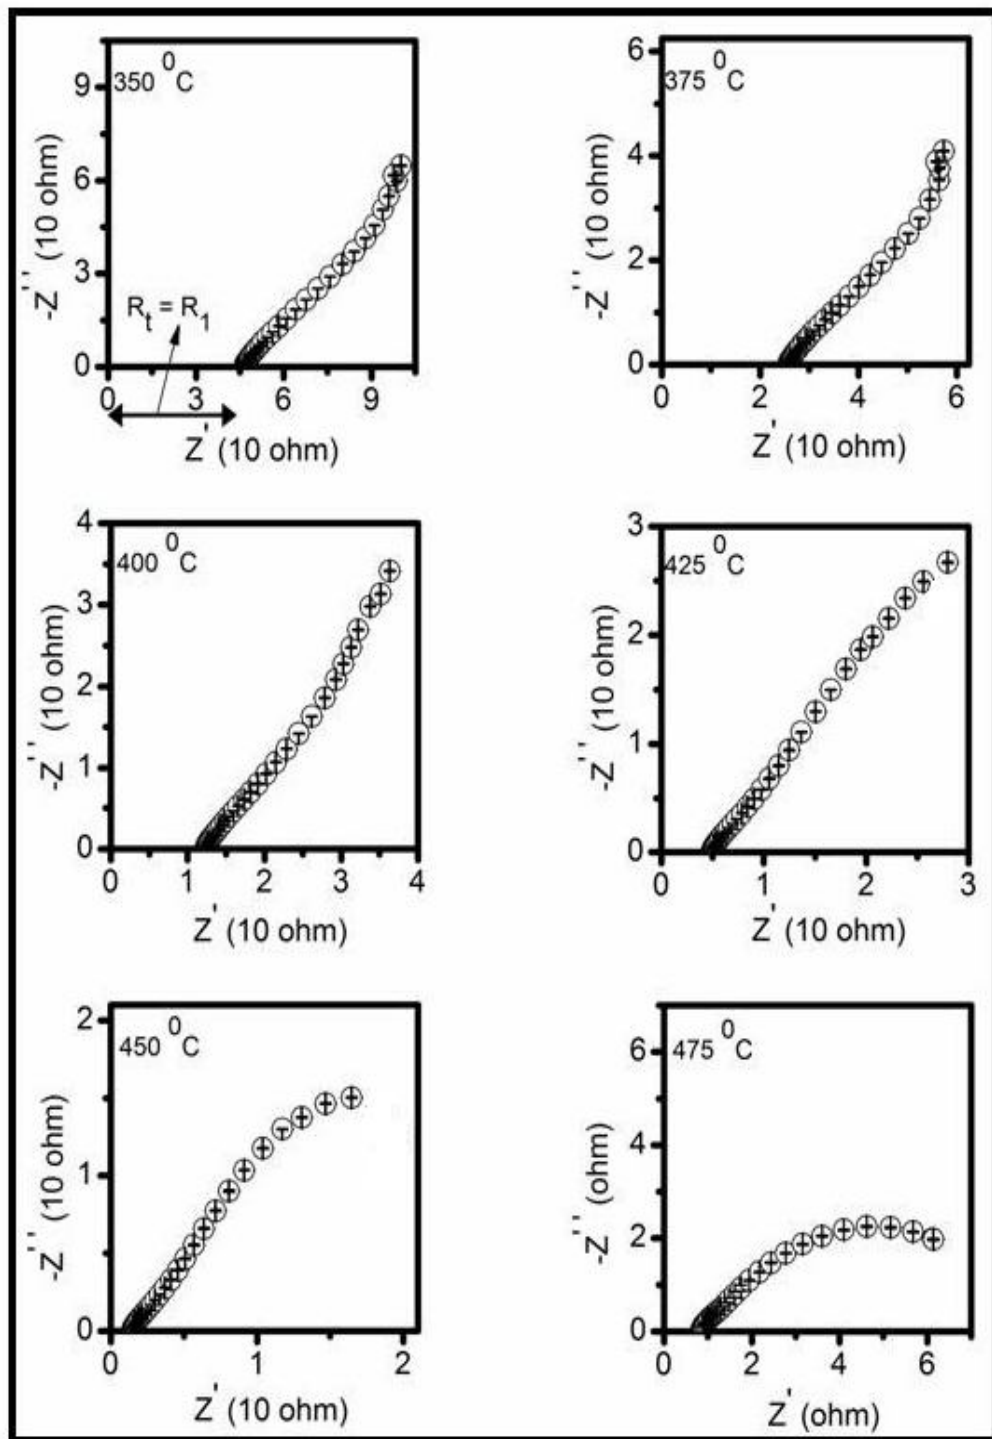 350 ⁰C
9
6
3
0
-Z'' (10 ohm)
Rt = R1
0 3 6 9
Z' (10 ohm)
375 ⁰C
6
4
2
0
-Z'' (10 ohm)
0 2 4 6
Z' (10 ohm)
400 ⁰C
4
3
2
1
0
-Z'' (10 ohm)
0 1 2 3 4
Z' (10 ohm)
425 ⁰C
3
2
1
0
-Z'' (10 ohm)
0 1 2 3
Z' (10 ohm)
450 ⁰C
2
1
0
-Z'' (10 ohm)
0 1 2
Z' (10 ohm)
475 ⁰C
6
4
2
0
-Z'' (ohm)
0 2 4 6
Z' (ohm)